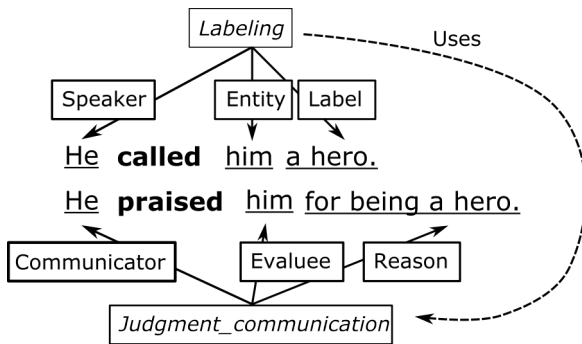 Labeling
Uses
Speaker Entity Label
He called him a hero.
He praised him for being a hero.
Communicator Evaluee Reason
Judgment_communication